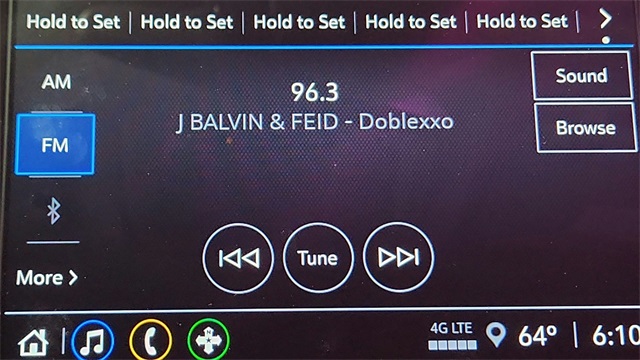 Hold to Set | Hold to Set | Hold to Set | Hold to Set | Hold to Set |
AM
96.3
Sound
J BALVIN & FEID - Doblexxo
FM
Browse
Tune
More
4G LTE
64° | 6:10